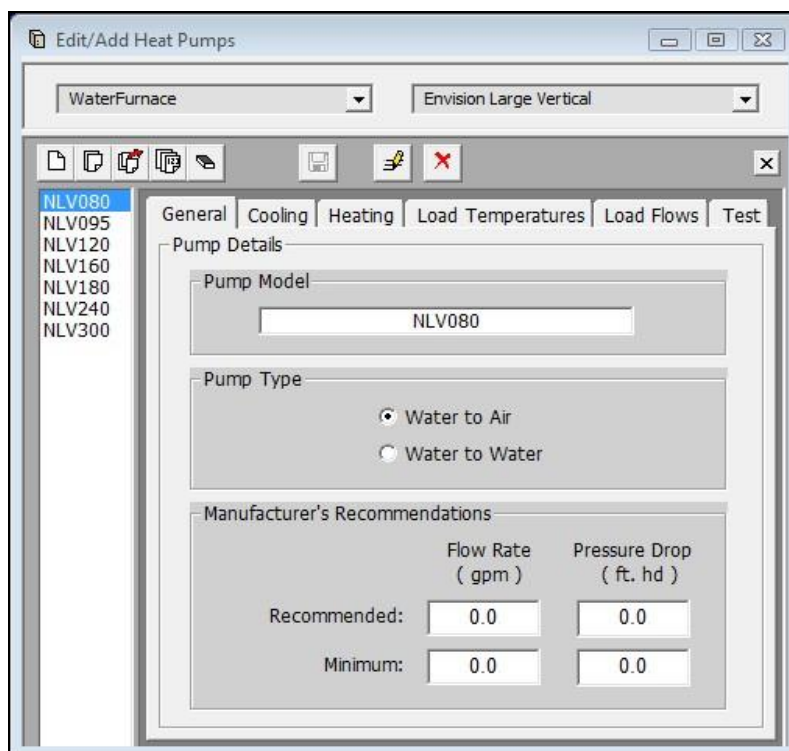 Edit/Add Heat Pumps
WaterFurnace Envision Large Vertical
NLV080
NLV095
NLV120
NLV160
NLV180
NLV240
NLV300
General Cooling Heating Load Temperatures Load Flows Test
Pump Details
Pump Model
NLV080
Pump Type
Water to Air
Water to Water
Manufacturer's Recommendations
Flow Rate Pressure Drop
( gpm ) ( ft. hd )
Recommended: 0.0 0.0
Minimum: 0.0 0.0